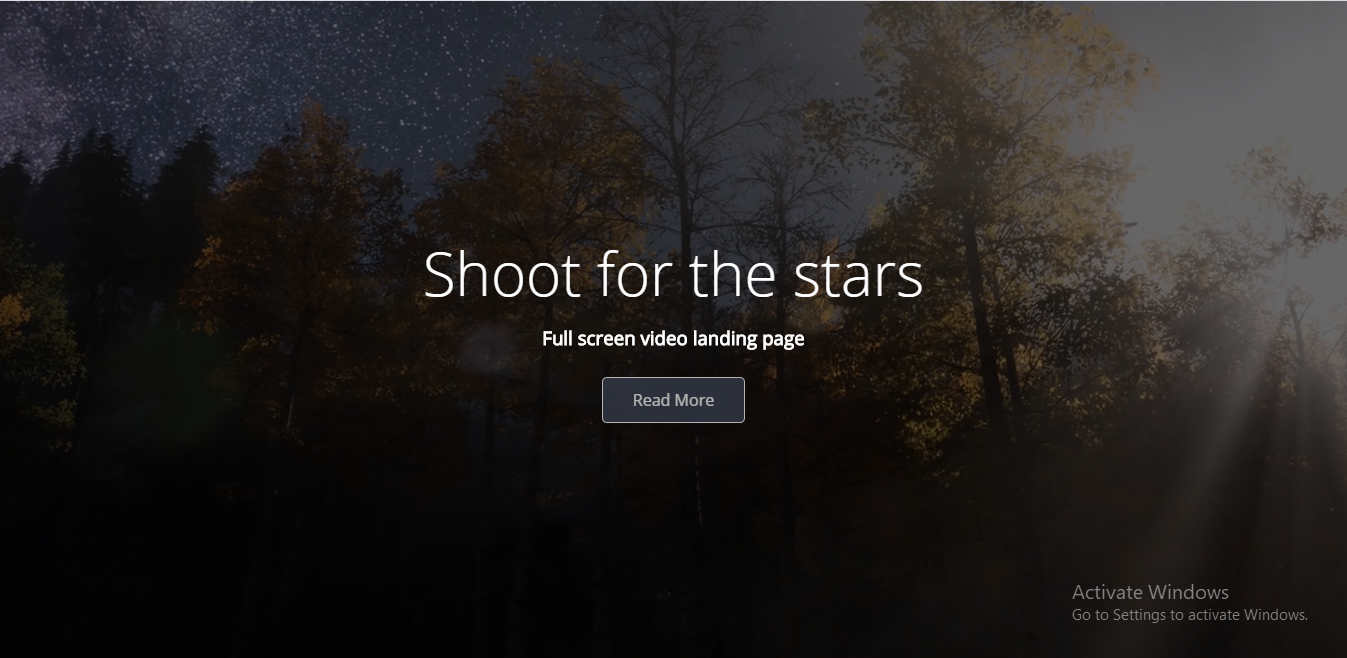 Shoot for the stars
Full screen video landing page
Read More
Activate Windows
Go to Settings to activate Windows.